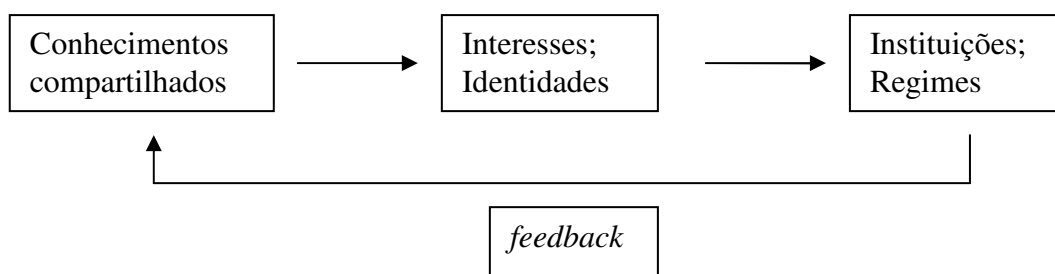 Conhecimentos
compartilhados
Interesses;
Identidades
Instituições;
Regimes
feedback